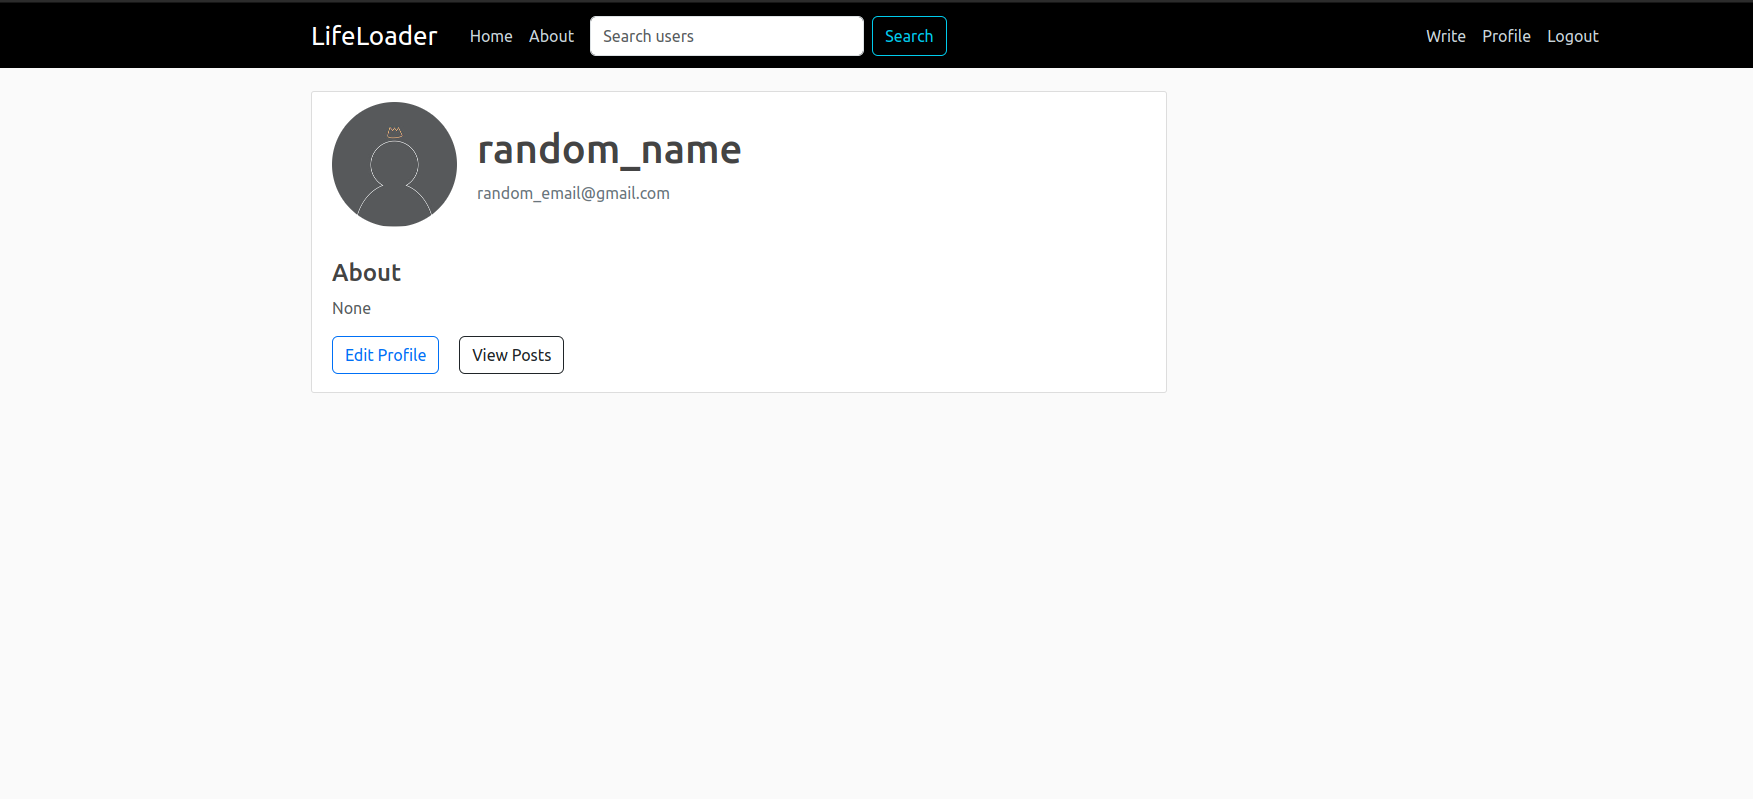 LifeLoader Home About Search users Search Write Profile Logout
random_name
random_email@gmail.com
About
None
Edit Profile View Posts